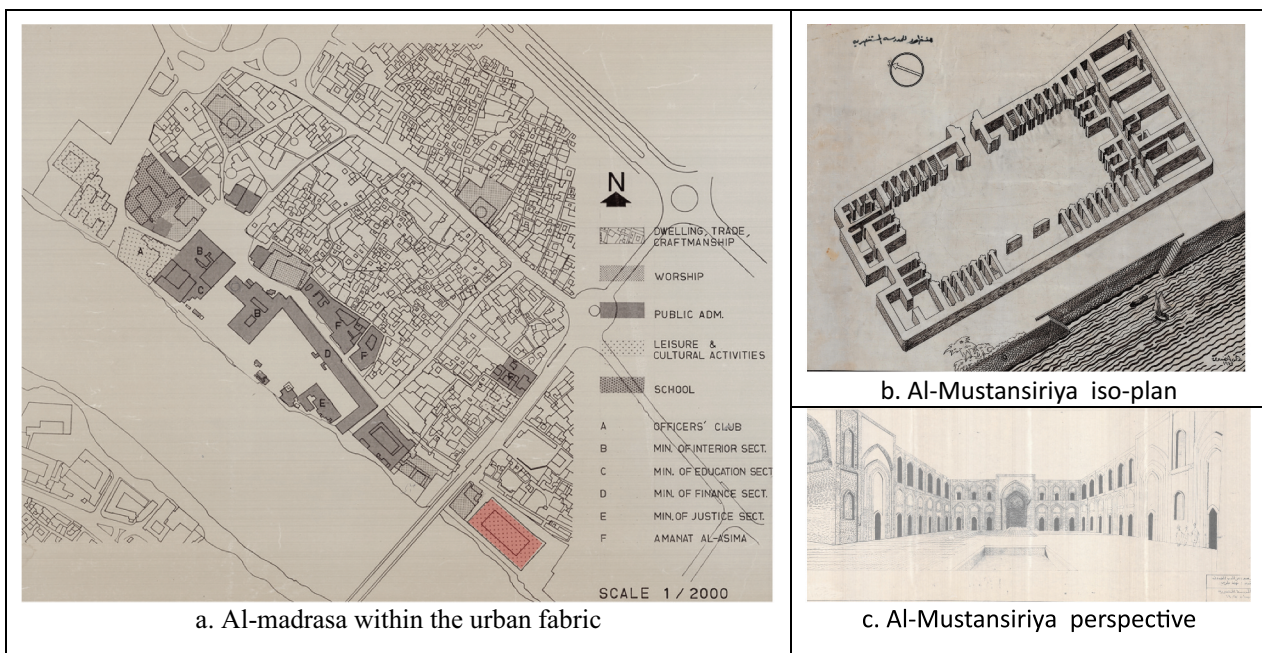 N
DWELLING, TRADE,
CRAFTMANSHIP
WORSHIP
PUBLIC ADM.
LEISURE &
CULTURAL ACTIVITIES
SCHOOL
A OFFICERS' CLUB
B MIN. OF INTERIOR SECT.
C MIN. OF EDUCATION SECT
D MIN. OF FINANCE SECT.
E MIN. OF JUSTICE SECT.
F AMANAT AL-ASIMA
SCALE 1/2000
A
B
C
B
D
F
F
E
a. Al-madrasa within the urban fabric
b. Al-Mustansiriya iso-plan
c. Al-Mustansiriya perspective